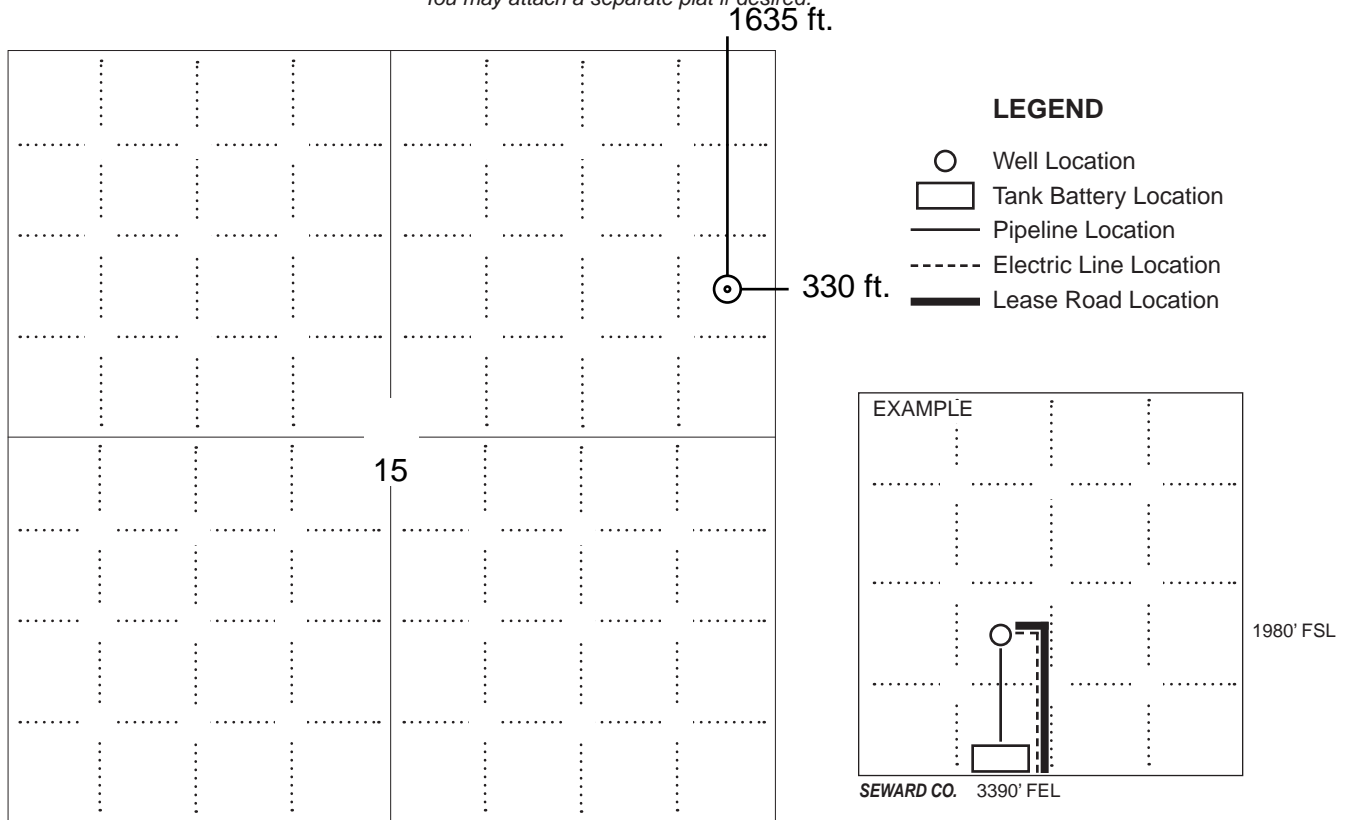 You may attach a separate plat if desired.
1635 ft.
330 ft.
15
LEGEND
Well Location
Tank Battery Location
Pipeline Location
Electric Line Location
Lease Road Location
EXAMPLE
1980' FSL
SEWARD CO. 3390' FEL